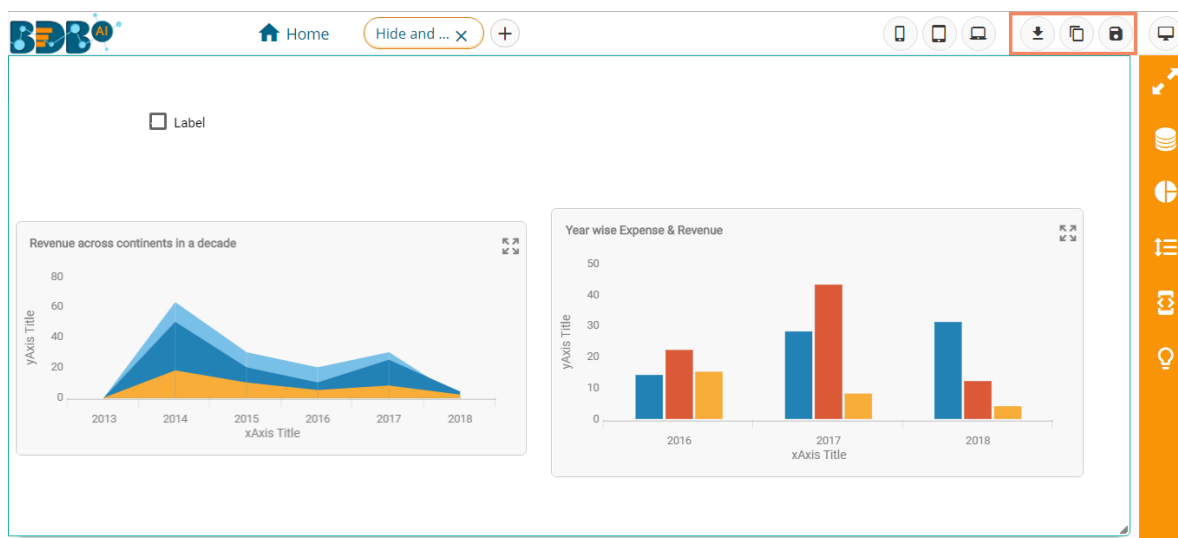 BDB AI
Home
Hide and ...
Label
Revenue across continents in a decade
80
60
40
20
0
yAxis Title
2013 2014 2015 2016 2017 2018
xAxis Title
Year wise Expense & Revenue
50
40
30
20
10
0
yAxis Title
2016 2017 2018
xAxis Title